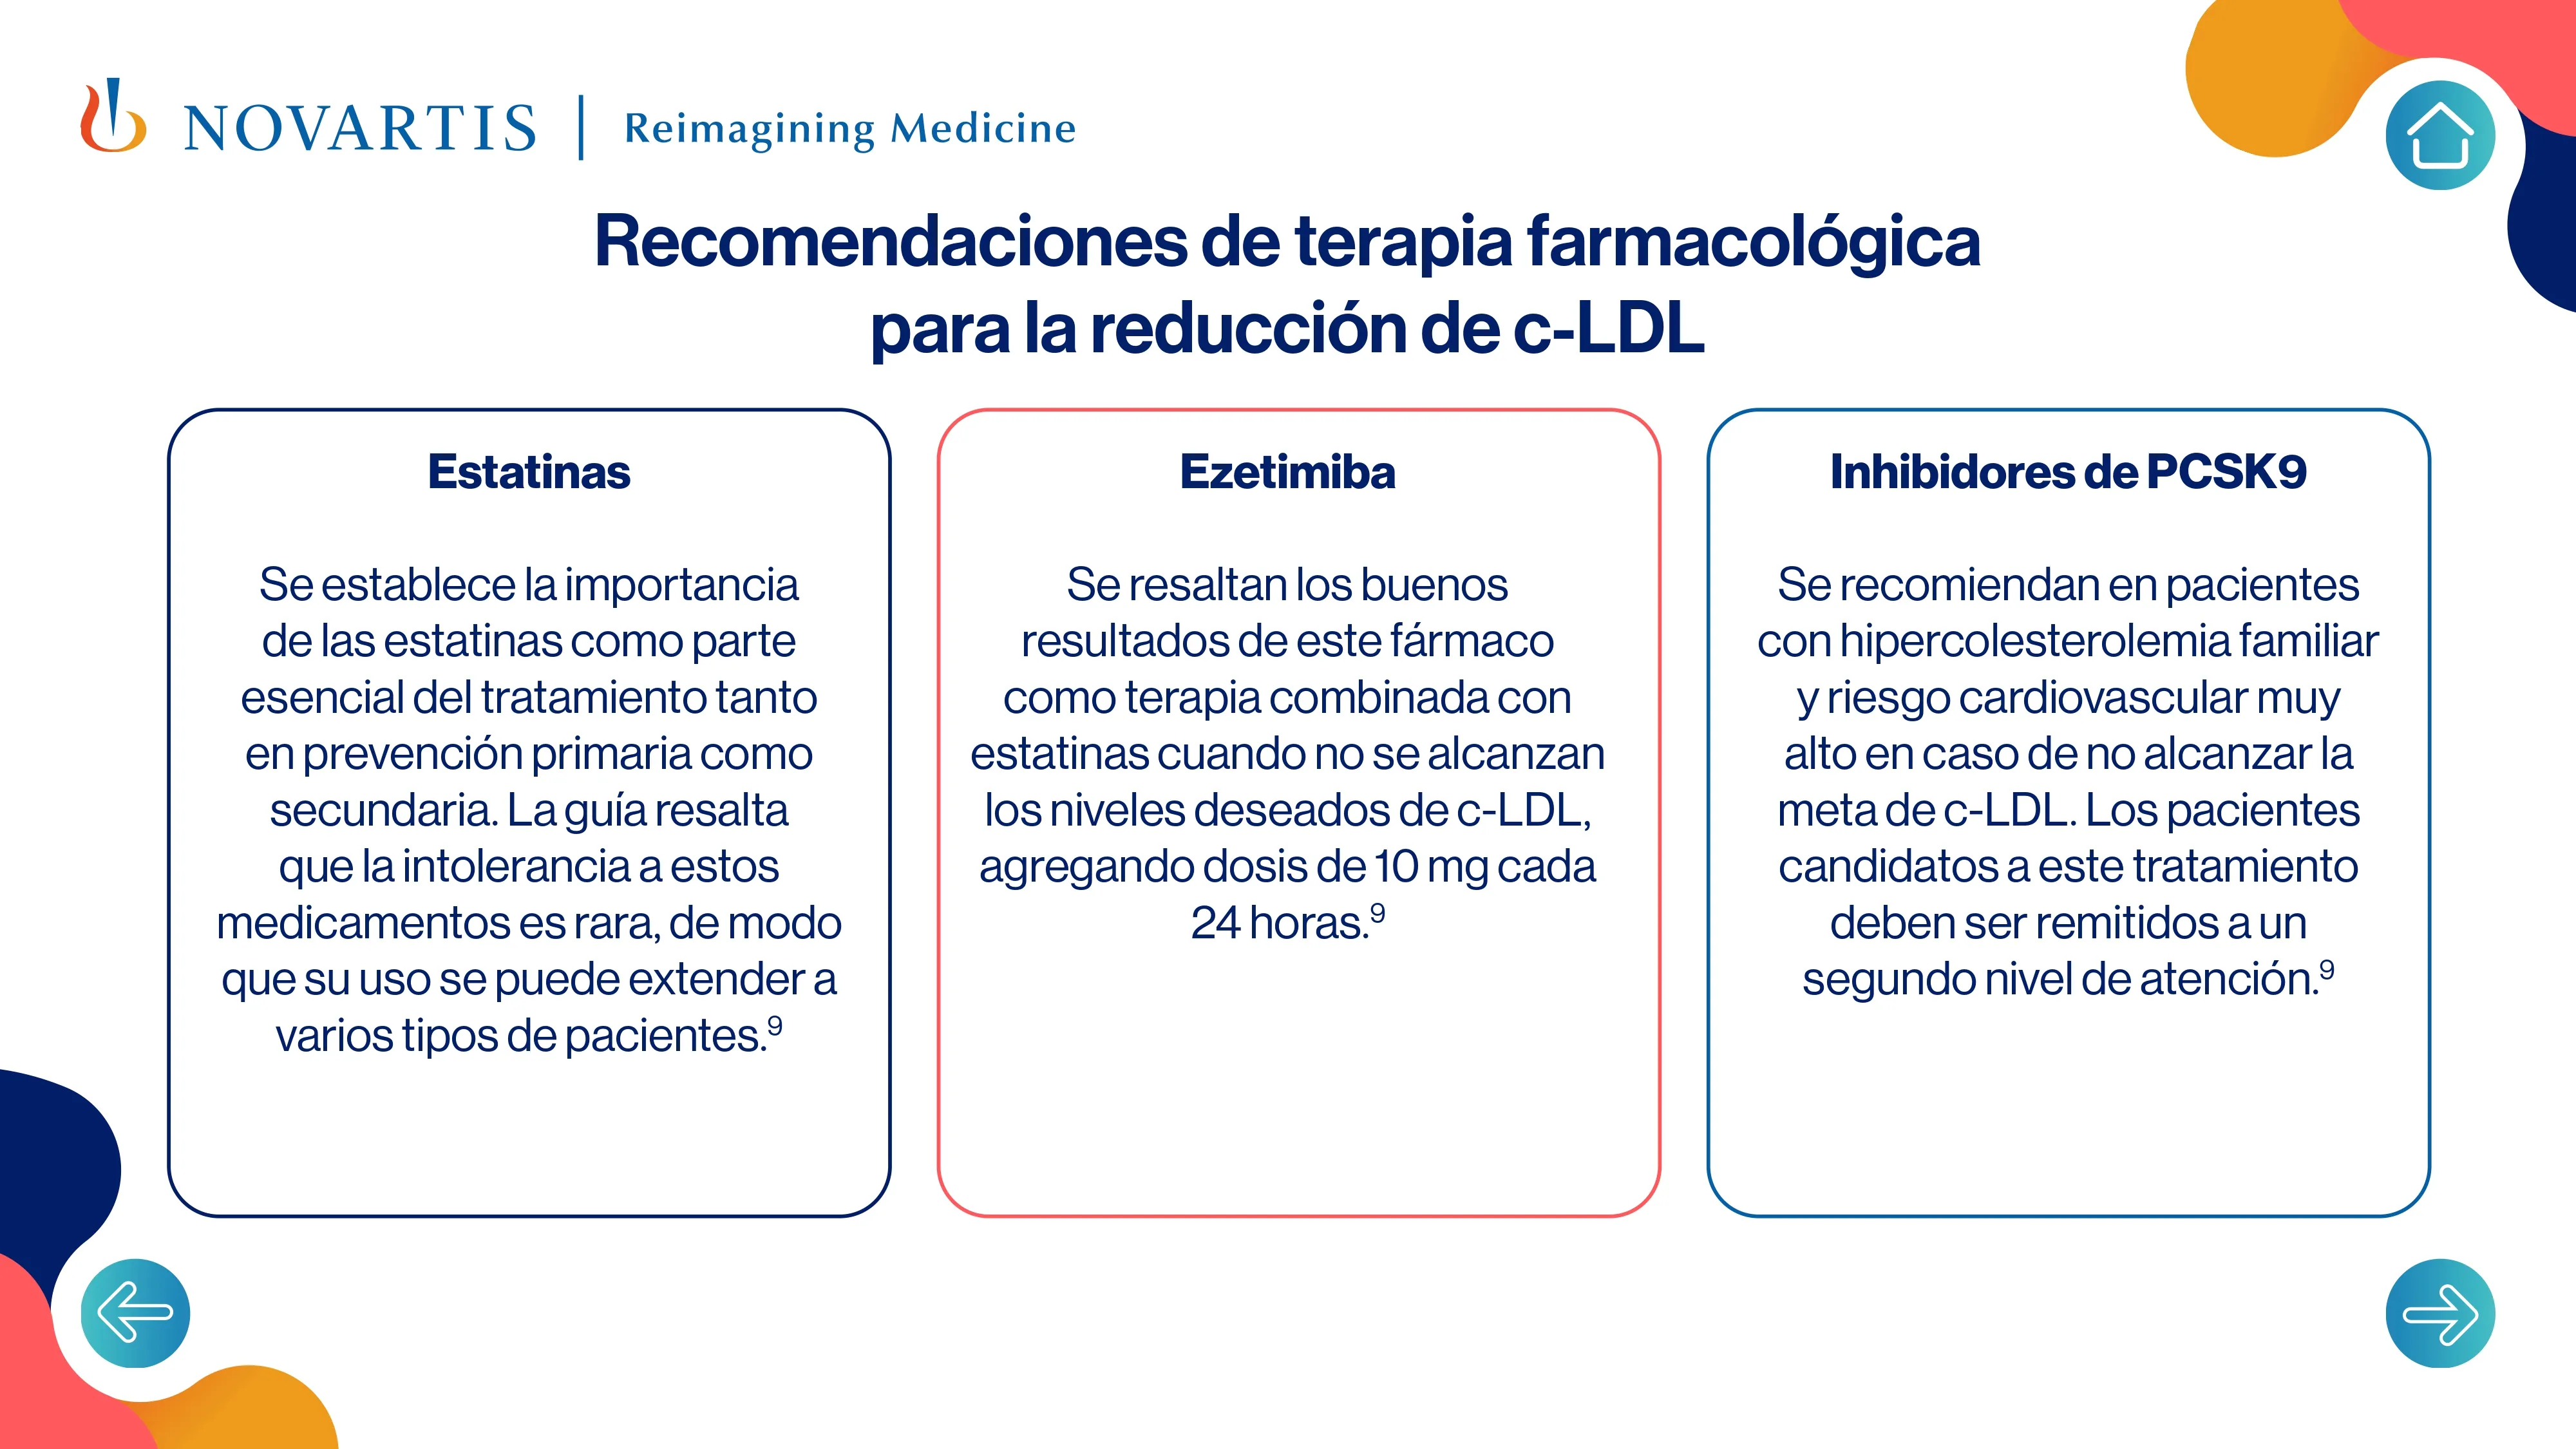 NOVARTIS | Reimagining Medicine
Recomendaciones de terapia farmacológica
para la reducción de c-LDL
Estatinas
Se establece la importancia
de las estatinas como parte
esencial del tratamiento tanto
en prevención primaria como
secundaria. La guía resalta
que la intolerancia a estos
medicamentos es rara, de modo
que su uso se puede extender a
varios tipos de pacientes.⁹
Ezetimiba
Se resaltan los buenos
resultados de este fármaco
como terapia combinada con
estatinas cuando no se alcanzan
los niveles deseados de c-LDL,
agregando dosis de 10 mg cada
24 horas.⁹
Inhibidores de PCSK9
Se recomiendan en pacientes
con hipercolesterolemia familiar
y riesgo cardiovascular muy
alto en caso de no alcanzar la
meta de c-LDL. Los pacientes
candidatos a este tratamiento
deben ser remitidos a un
segundo nivel de atención.⁹